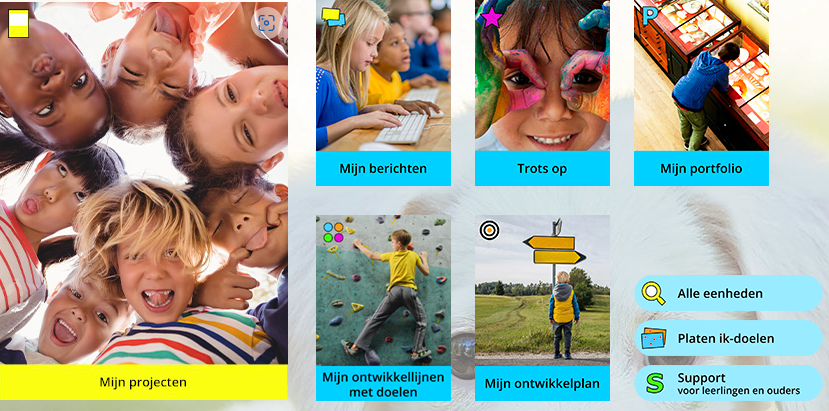 Mijn berichten
Trots op
P
Mijn portfolio
Mijn projecten
Mijn ontwikkellijnen
met doelen
Mijn ontwikkelplan
Alle eenheden
Platen ik-doelen
S
Support
voor leerlingen en ouders